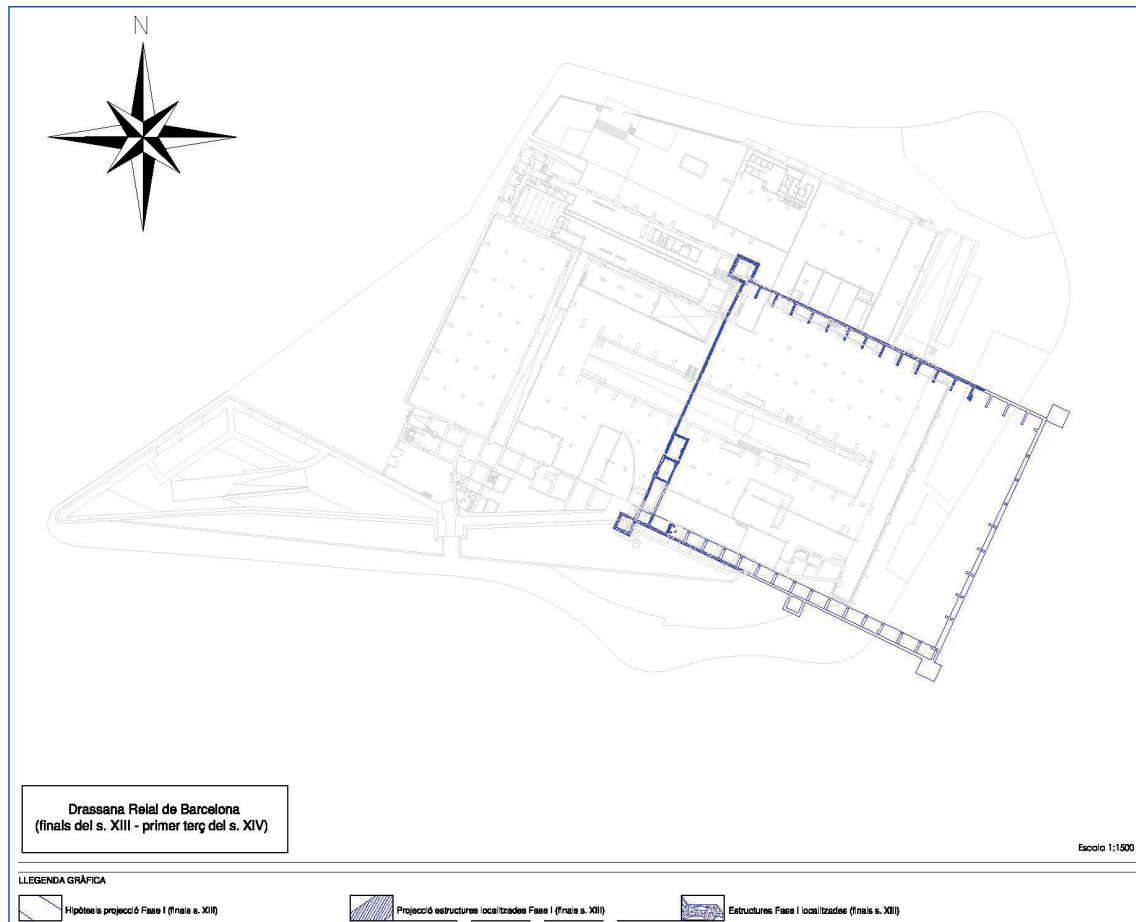 N
Drassana Reial de Barcelona
(finals del s. XIII - primer terç del s. XIV)
Escala 1:1500
LLEGENDA GRÀFICA
Hipòtesis projecció Fase I (finals s. XIII)
Projecció estructures localitzades Fase I (finals s. XIII)
Estructures Fase I localitzades (finals s. XIII)